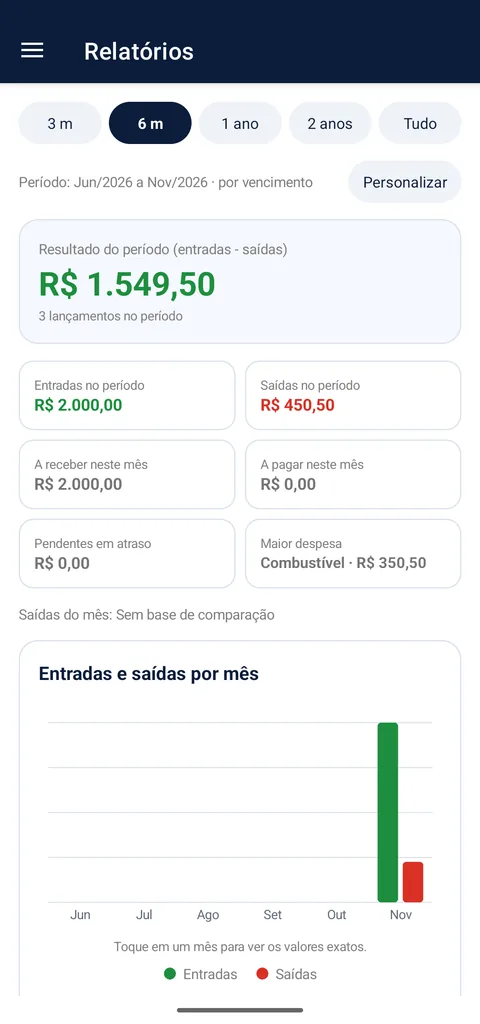 Relatórios
3 m
6 m
1 ano
2 anos
Tudo
Período: Jun/2026 a Nov/2026 · por vencimento
Personalizar
Resultado do período (entradas - saídas)
R$ 1.549,50
3 lançamentos no período
Entradas no período
R$ 2.000,00
Saídas no período
R$ 450,50
A receber neste mês
R$ 2.000,00
A pagar neste mês
R$ 0,00
Pendentes em atraso
R$ 0,00
Maior despesa
Combustível · R$ 350,50
Saídas do mês: Sem base de comparação
Entradas e saídas por mês
Jun
Jul
Ago
Set
Out
Nov
Toque em um mês para ver os valores exatos.
Entradas
Saídas